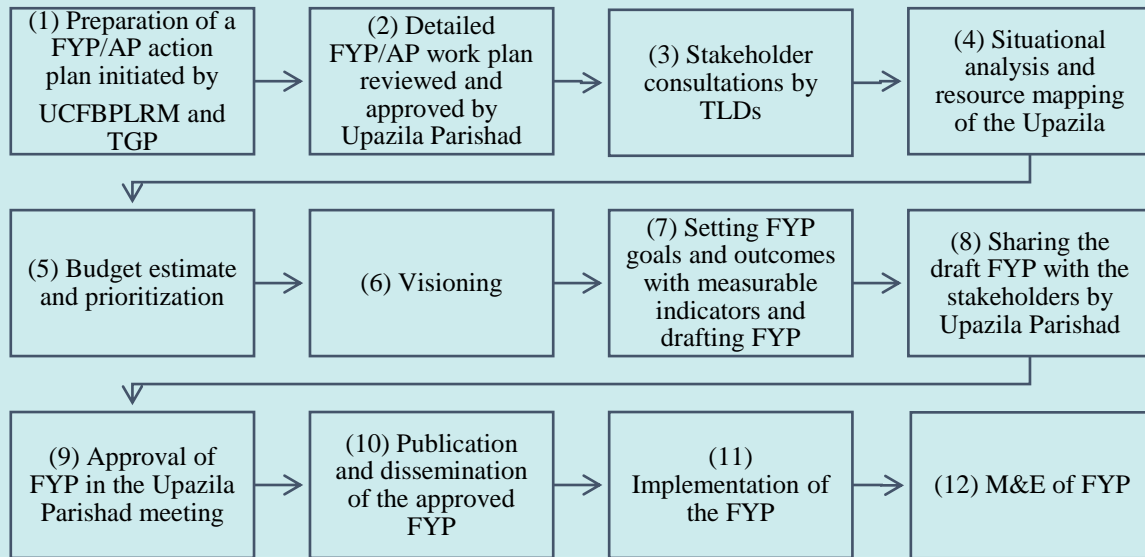 (1) Preparation of a
FYP/AP action
plan initiated by
UCFBPLRM and
TGP
(2) Detailed
FYP/AP work plan
reviewed and
approved by
Upazila Parishad
(3) Stakeholder
consultations by
TLDs
(4) Situational
analysis and
resource mapping
of the Upazila
(5) Budget estimate
and prioritization
(6) Visioning
(7) Setting FYP
goals and outcomes
with measurable
indicators and
drafting FYP
(8) Sharing the
draft FYP with the
stakeholders by
Upazila Parishad
(9) Approval of
FYP in the Upazila
Parishad meeting
(10) Publication
and dissemination
of the approved
FYP
(11)
Implementation of
the FYP
(12) M&E of FYP